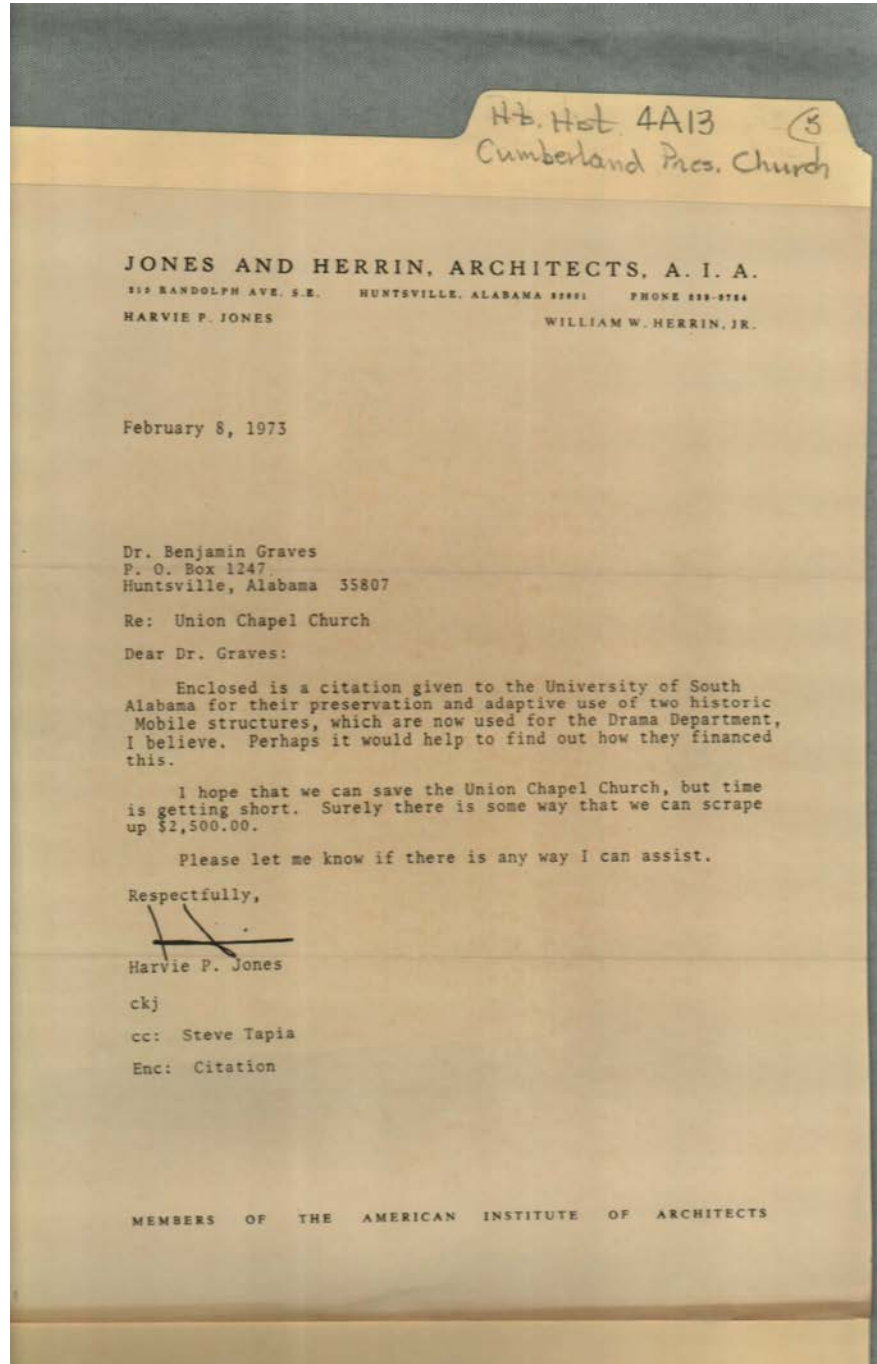 Hist 4A13
Cumberland Pres. Church
JONES AND HERRIN, ARCHITECTS, A. I. A.
RANDOLPH AVE. S.E. HUNTSVILLE, ALABAMA PHONE
HARVIE P. JONES WILLIAM W. HERRIN, JR.
February 8, 1973
Dr. Benjamin Graves
P. O. Box 1247
Huntsville, Alabama 35807
Re: Union Chapel Church
Dear Dr. Graves:
Enclosed is a citation given to the University of South
Alabama for their preservation and adaptive use of two historic
Mobile structures, which are now used for the Drama Department,
I believe. Perhaps it would help to find out how they financed
this.
I hope that we can save the Union Chapel Church, but time
is getting short. Surely there is some way that we can scrape
up $2,500.00.
Please let me know if there is any way I can assist.
Respectfully,
Harvie P. Jones
ckj
cc: Steve Tapia
Enc: Citation
MEMBERS OF THE AMERICAN INSTITUTE OF ARCHITECTS